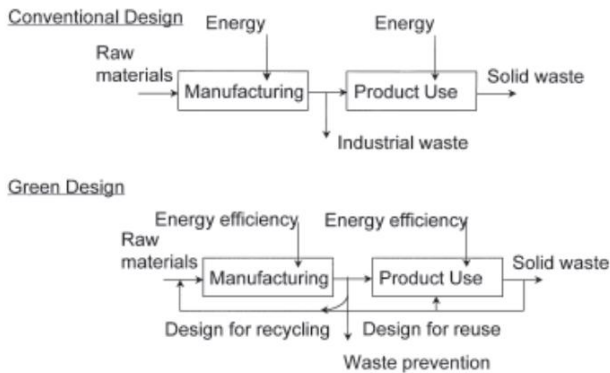 Conventional Design
Energy
Energy
Raw
materials
Manufacturing
Product Use
Solid waste
Industrial waste
Green Design
Energy efficiency
Energy efficiency
Raw
materials
Manufacturing
Product Use
Solid waste
Design for recycling
Design for reuse
Waste prevention